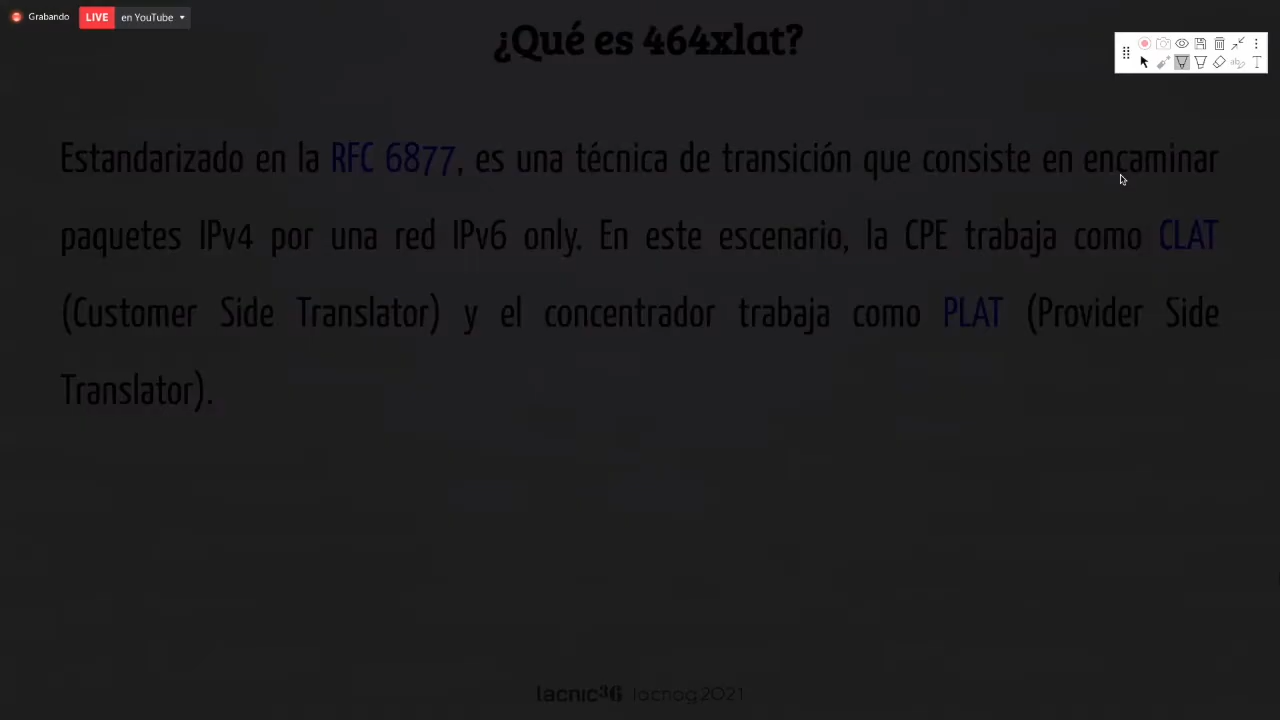 Grabando LIVE en YouTube
¿Qué es 464xlat?
Estandarizado en la RFC 6877, es una técnica de transición que consiste en encaminar
paquetes IPv4 por una red IPv6 only. En este escenario, la CPE trabaja como CLAT
(Customer Side Translator) y el concentrador trabaja como PLAT (Provider Side
Translator).
lacnic36 lacnog2021